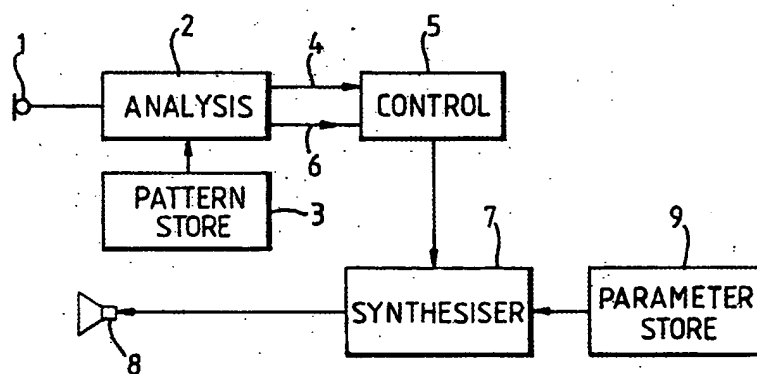 1
2
4
5
ANALYSIS
CONTROL
6
PATTERN
STORE
3
7
9
SYNTHESISER
PARAMETER
STORE
8